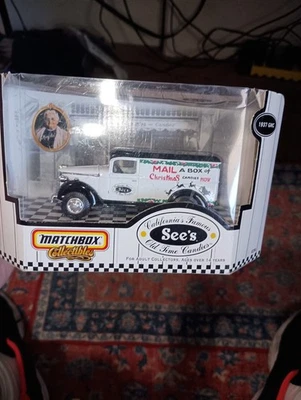 1937 GMC
MAIL A BOX of
Christmas CANDIES NOW
See's
California's Famous
See's
Old Time Candies
MATCHBOX
Collectibles
FOR ADULT COLLECTORS. AGES OVER 14 YEARS